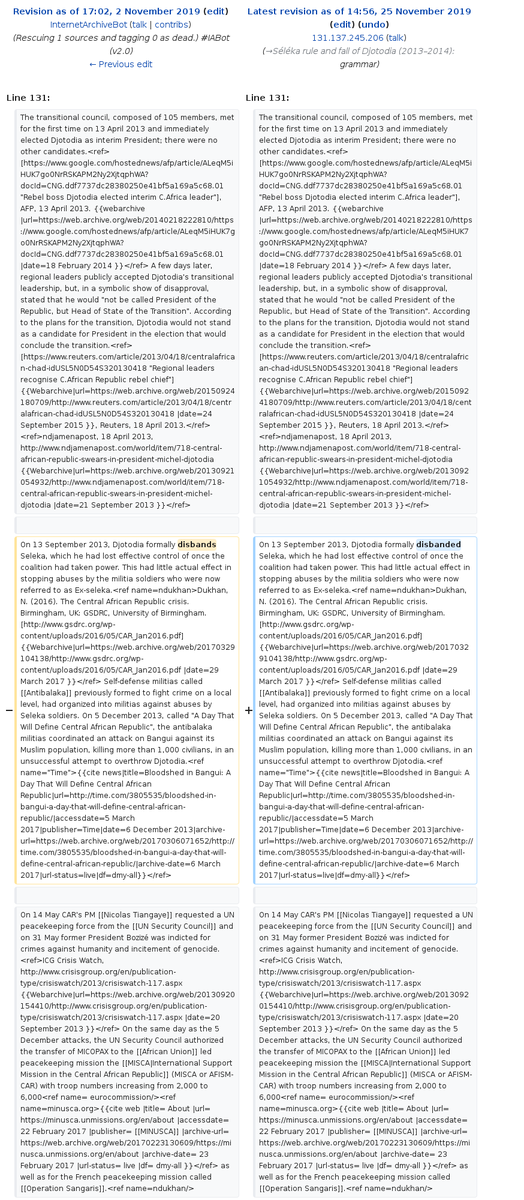 Revision as of 17:02, 2 November 2019 (edit)
InternetArchiveBot (talk | contribs)
(Rescuing 1 sources and tagging 0 as dead.) #IABot
(v2.0)
← Previous edit
Latest revision as of 14:56, 25 November 2019
(edit) (undo)
131.137.245.206 (talk)
(→Séléka rule and fall of Djotodia (2013–2014):
grammar)
Line 131:
The transitional council, composed of 105 members, met
for the first time on 13 April 2013 and immediately
elected Djotodia as interim President; there were no
other candidates.<ref>
[https://www.google.com/hostednews/afp/article/ALeqM5i
HUK7go0NrRSKAPM2Ny2XjtqphWA?
docId=CNG.ddf7737dc28380250e41bf5a169a5c68.01
"Rebel boss Djotodia elected interim C.Africa leader"],
AFP, 13 April 2013. {{webarchive
|url=https://web.archive.org/web/20140218222810/https
://www.google.com/hostednews/afp/article/ALeqM5iHUK7g
o0NrRSKAPM2Ny2XjtqphWA?
docId=CNG.ddf7737dc28380250e41bf5a169a5c68.01
|date=18 February 2014 }}</ref> A few days later,
regional leaders publicly accepted Djotodia's transitional
leadership, but, in a symbolic show of disapproval,
stated that he would "not be called President of the
Republic, but Head of State of the Transition". According
to the plans for the transition, Djotodia would not stand
as a candidate for President in the election that would
conclude the transition.<ref>
[https://www.reuters.com/article/2013/04/18/centralafrica
n-chad-idUSL5N0D54S320130418 "Regional leaders
recognise C.African Republic rebel chief"]
{{Webarchive|url=https://web.archive.org/web/20150924
180709/http://www.reuters.com/article/2013/04/18/centr
alafrican-chad-idUSL5N0D54S320130418 |date=24
September 2015 }}, Reuters, 18 April 2013.</ref>
<ref>ndjamenapost, 18 April 2013,
http://www.ndjamenapost.com/world/item/718-central-
african-republic-swears-in-president-michel-djotodia
{{Webarchive|url=https://web.archive.org/web/20130921
054932/http://www.ndjamenapost.com/world/item/718-
central-african-republic-swears-in-president-michel-
djotodia |date=21 September 2013 }}</ref>
− On 13 September 2013, Djotodia formally disbands
Seleka, which he had lost effective control of once the
coalition had taken power. This had little actual effect in
stopping abuses by the militia soldiers who were now
referred to as Ex-seleka.<ref name=ndukhan>Dukhan,
N. (2016). The Central African Republic crisis.
Birmingham, UK: GSDRC, University of Birmingham.
[http://www.gsdrc.org/wp-
content/uploads/2016/05/CAR_Jan2016.pdf]
{{Webarchive|url=https://web.archive.org/web/20170329
104138/http://www.gsdrc.org/wp-
content/uploads/2016/05/CAR_Jan2016.pdf |date=29
March 2017 }}</ref> Self-defense militias called
[[Antibalaka]] previously formed to fight crime on a local
level, had organized into militias against abuses by
Seleka soldiers. On 5 December 2013, called "A Day That
Will Define Central African Republic", the antibalaka
militias coordinated an attack on Bangui against its
Muslim population, killing more than 1,000 civilians, in an
unsuccessful attempt to overthrow Djotodia.<ref
name="Time">{{cite news|title=Bloodshed in Bangui: A
Day That Will Define Central African
Republic|url=http://time.com/3805535/bloodshed-in-
bangui-a-day-that-will-define-central-african-
republic/|accessdate=5 March
2017|publisher=Time|date=6 December 2013|archive-
url=https://web.archive.org/web/20170306071652/http://
time.com/3805535/bloodshed-in-bangui-a-day-that-will-
define-central-african-republic/|archive-date=6 March
2017|url-status=live|df=dmy-all}}</ref>
On 14 May CAR's PM [[Nicolas Tiangaye]] requested a UN
peacekeeping force from the [[UN Security Council]] and
on 31 May former President Bozizé was indicted for
crimes against humanity and incitement of genocide.
<ref>ICG Crisis Watch,
http://www.crisisgroup.org/en/publication-
type/crisiswatch/2013/crisiswatch-117.aspx
{{Webarchive|url=https://web.archive.org/web/20130920
154410/http://www.crisisgroup.org/en/publication-
type/crisiswatch/2013/crisiswatch-117.aspx |date=20
September 2013 }}</ref> On the same day as the 5
December attacks, the UN Security Council authorized
the transfer of MICOPAX to the [[African Union]] led
peacekeeping mission the [[MISCA|International Support
Mission in the Central African Republic]] (MISCA or AFISM-
CAR) with troop numbers increasing from 2,000 to
6,000<ref name= eurocommission/><ref
name=minusca.org>{{cite web |title= About |url=
https://minusca.unmissions.org/en/about |accessdate=
22 February 2017 |publisher= [[MINUSCA]] |archive-url=
https://web.archive.org/web/20170223130609/https://mi
nusca.unmissions.org/en/about |archive-date= 23
February 2017 |url-status= live |df= dmy-all }}</ref> as
well as for the French peacekeeping mission called
[[Operation Sangaris]].<ref name=ndukhan/>
Line 131:
The transitional council, composed of 105 members, met
for the first time on 13 April 2013 and immediately
elected Djotodia as interim President; there were no
other candidates.<ref>
[https://www.google.com/hostednews/afp/article/ALeqM5
iHUK7go0NrRSKAPM2Ny2XjtqphWA?
docId=CNG.ddf7737dc28380250e41bf5a169a5c68.01
"Rebel boss Djotodia elected interim C.Africa leader"],
AFP, 13 April 2013. {{webarchive
|url=https://web.archive.org/web/20140218222810/http
s://www.google.com/hostednews/afp/article/ALeqM5iHUK
7go0NrRSKAPM2Ny2XjtqphWA?
docId=CNG.ddf7737dc28380250e41bf5a169a5c68.01
|date=18 February 2014 }}</ref> A few days later,
regional leaders publicly accepted Djotodia's transitional
leadership, but, in a symbolic show of disapproval,
stated that he would "not be called President of the
Republic, but Head of State of the Transition". According
to the plans for the transition, Djotodia would not stand
as a candidate for President in the election that would
conclude the transition.<ref>
[https://www.reuters.com/article/2013/04/18/centralafric
an-chad-idUSL5N0D54S320130418 "Regional leaders
recognise C.African Republic rebel chief"]
{{Webarchive|url=https://web.archive.org/web/2015092
4180709/http://www.reuters.com/article/2013/04/18/cen
tralafrican-chad-idUSL5N0D54S320130418 |date=24
September 2015 }}, Reuters, 18 April 2013.</ref>
<ref>ndjamenapost, 18 April 2013,
http://www.ndjamenapost.com/world/item/718-central-
african-republic-swears-in-president-michel-djotodia
{{Webarchive|url=https://web.archive.org/web/2013092
1054932/http://www.ndjamenapost.com/world/item/718-
central-african-republic-swears-in-president-michel-
djotodia |date=21 September 2013 }}</ref>
+ On 13 September 2013, Djotodia formally disbanded
Seleka, which he had lost effective control of once the
coalition had taken power. This had little actual effect in
stopping abuses by the militia soldiers who were now
referred to as Ex-seleka.<ref name=ndukhan>Dukhan,
N. (2016). The Central African Republic crisis.
Birmingham, UK: GSDRC, University of Birmingham.
[http://www.gsdrc.org/wp-
content/uploads/2016/05/CAR_Jan2016.pdf]
{{Webarchive|url=https://web.archive.org/web/2017032
9104138/http://www.gsdrc.org/wp-
content/uploads/2016/05/CAR_Jan2016.pdf |date=29
March 2017 }}</ref> Self-defense militias called
[[Antibalaka]] previously formed to fight crime on a local
level, had organized into militias against abuses by
Seleka soldiers. On 5 December 2013, called "A Day That
Will Define Central African Republic", the antibalaka
militias coordinated an attack on Bangui against its
Muslim population, killing more than 1,000 civilians, in an
unsuccessful attempt to overthrow Djotodia.<ref
name="Time">{{cite news|title=Bloodshed in Bangui: A
Day That Will Define Central African
Republic|url=http://time.com/3805535/bloodshed-in-
bangui-a-day-that-will-define-central-african-
republic/|accessdate=5 March
2017|publisher=Time|date=6 December 2013|archive-
url=https://web.archive.org/web/20170306071652/http:/
/time.com/3805535/bloodshed-in-bangui-a-day-that-will-
define-central-african-republic/|archive-date=6 March
2017|url-status=live|df=dmy-all}}</ref>
On 14 May CAR's PM [[Nicolas Tiangaye]] requested a UN
peacekeeping force from the [[UN Security Council]] and
on 31 May former President Bozizé was indicted for
crimes against humanity and incitement of genocide.
<ref>ICG Crisis Watch,
http://www.crisisgroup.org/en/publication-
type/crisiswatch/2013/crisiswatch-117.aspx
{{Webarchive|url=https://web.archive.org/web/2013092
0154410/http://www.crisisgroup.org/en/publication-
type/crisiswatch/2013/crisiswatch-117.aspx |date=20
September 2013 }}</ref> On the same day as the 5
December attacks, the UN Security Council authorized
the transfer of MICOPAX to the [[African Union]] led
peacekeeping mission the [[MISCA|International Support
Mission in the Central African Republic]] (MISCA or AFISM-
CAR) with troop numbers increasing from 2,000 to
6,000<ref name= eurocommission/><ref
name=minusca.org>{{cite web |title= About |url=
https://minusca.unmissions.org/en/about |accessdate=
22 February 2017 |publisher= [[MINUSCA]] |archive-url=
https://web.archive.org/web/20170223130609/https://mi
nusca.unmissions.org/en/about |archive-date= 23
February 2017 |url-status= live |df= dmy-all }}</ref> as
well as for the French peacekeeping mission called
[[Operation Sangaris]].<ref name=ndukhan/>